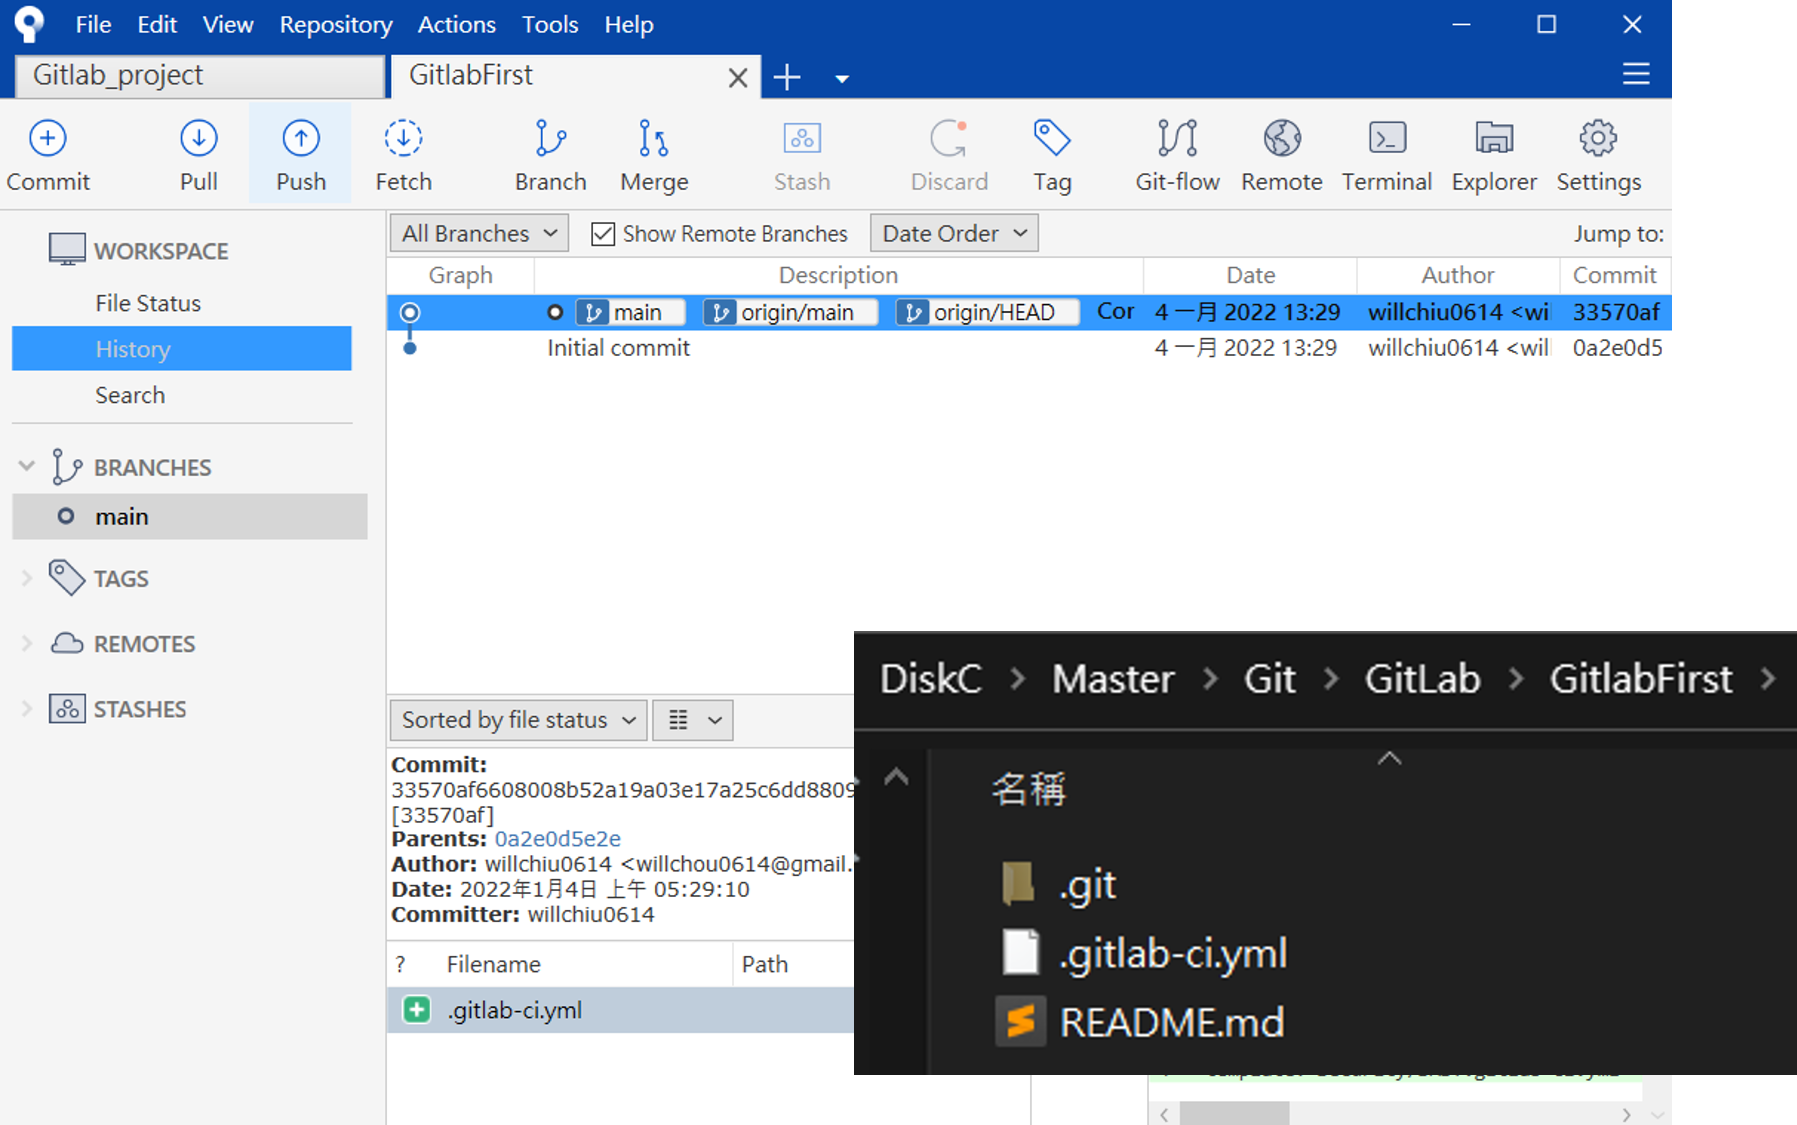 File Edit View Repository Actions Tools Help
Gitlab_project
GitlabFirst
Commit Pull Push Fetch Branch Merge Stash Discard Tag Git-flow Remote Terminal Explorer Settings
WORKSPACE
File Status
History
Search
BRANCHES
main
TAGS
REMOTES
STASHES
All Branches Show Remote Branches Date Order Jump to:
Graph Description Date Author Commit
main origin/main origin/HEAD Cor 4 一月 2022 13:29 willchiu0614 <wi 33570af
Initial commit 4 一月 2022 13:29 willchiu0614 <wil 0a2e0d5
Sorted by file status
Commit:
33570af6608008b52a19a03e17a25c6dd8809
[33570af]
Parents: 0a2e0d5e2e
Author: willchiu0614 <willchou0614@gmail.
Date: 2022年1月4日 上午 05:29:10
Committer: willchiu0614
? Filename Path
.gitlab-ci.yml
DiskC > Master > Git > GitLab > GitlabFirst >
名稱
.git
.gitlab-ci.yml
README.md